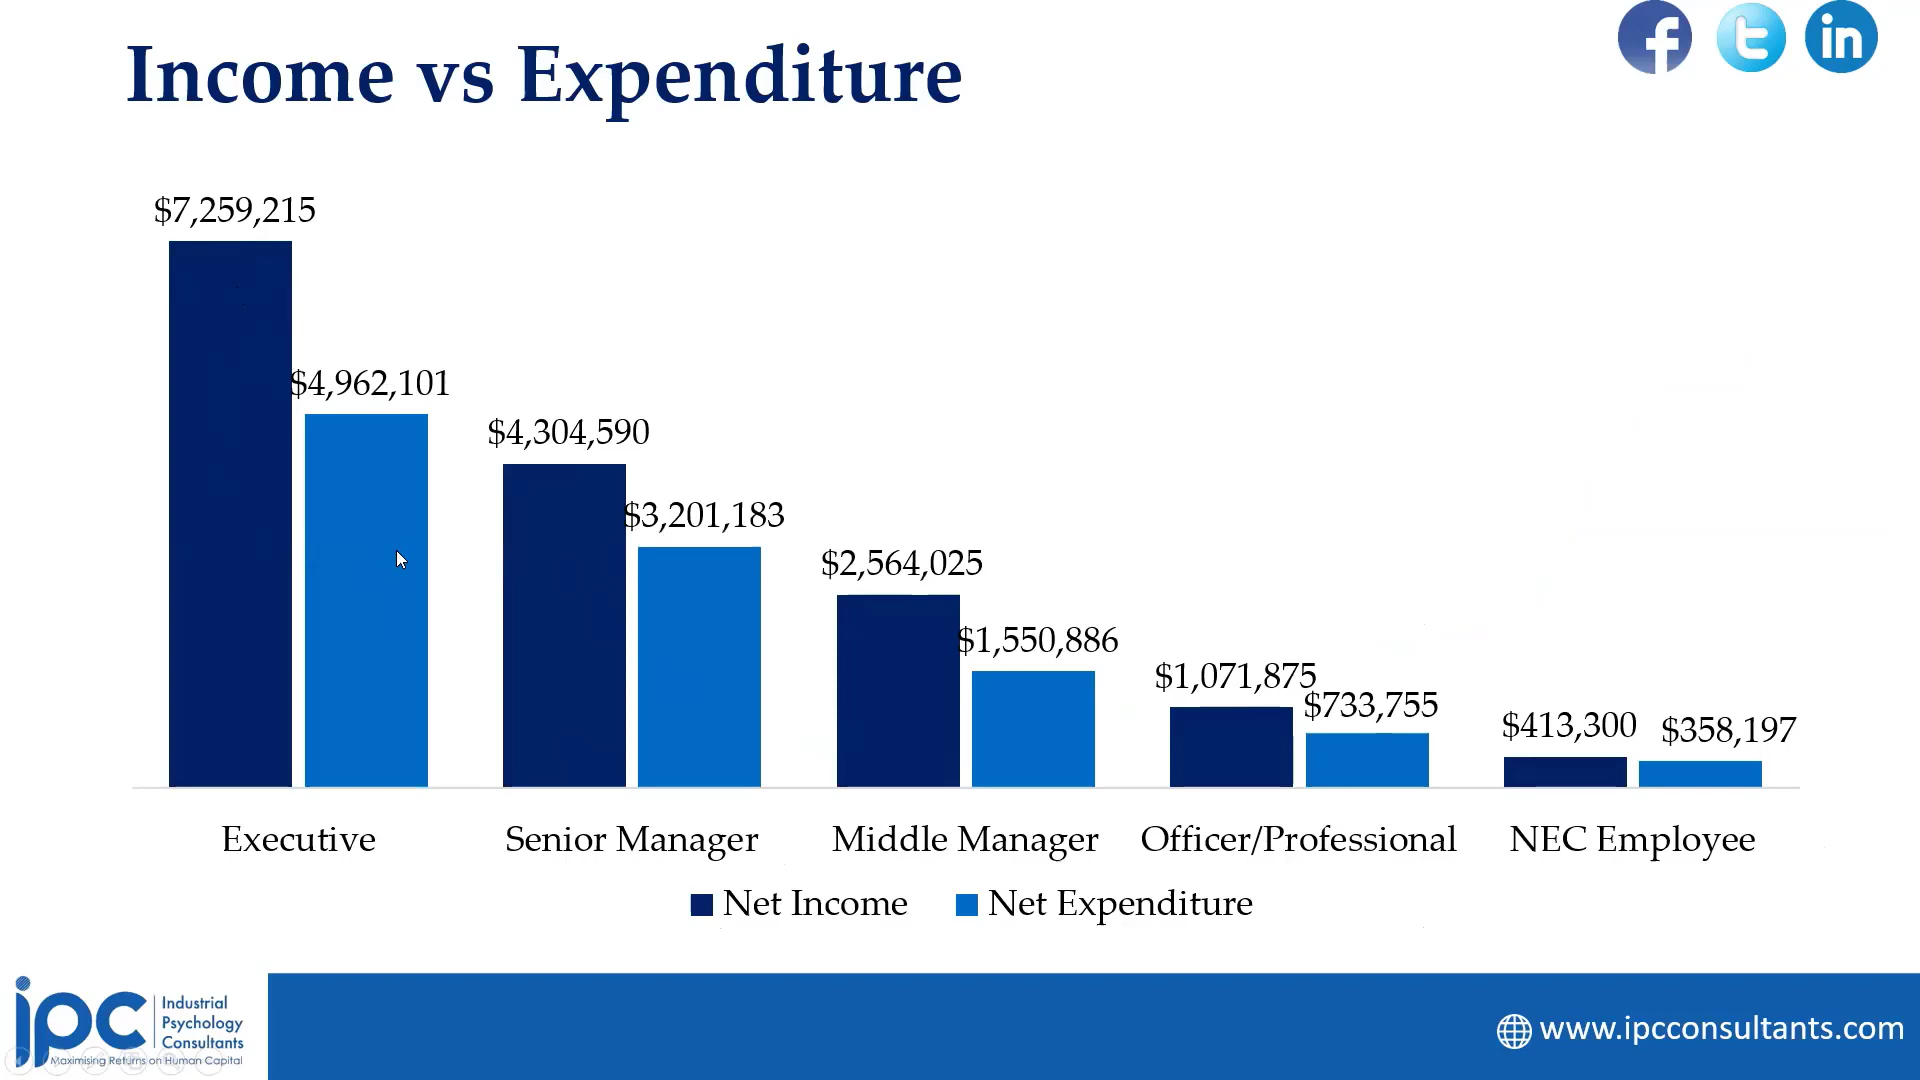 Income vs Expenditure
$7,259,215
$4,962,101
$4,304,590
$3,201,183
$2,564,025
$1,550,886
$1,071,875
$733,755
$413,300
$358,197
Executive
Senior Manager
Middle Manager
Officer/Professional
NEC Employee
Net Income
Net Expenditure
ipc
Industrial
Psychology
Consultants
Maximising Returns on Human Capital
www.ipcconsultants.com
f
t
in